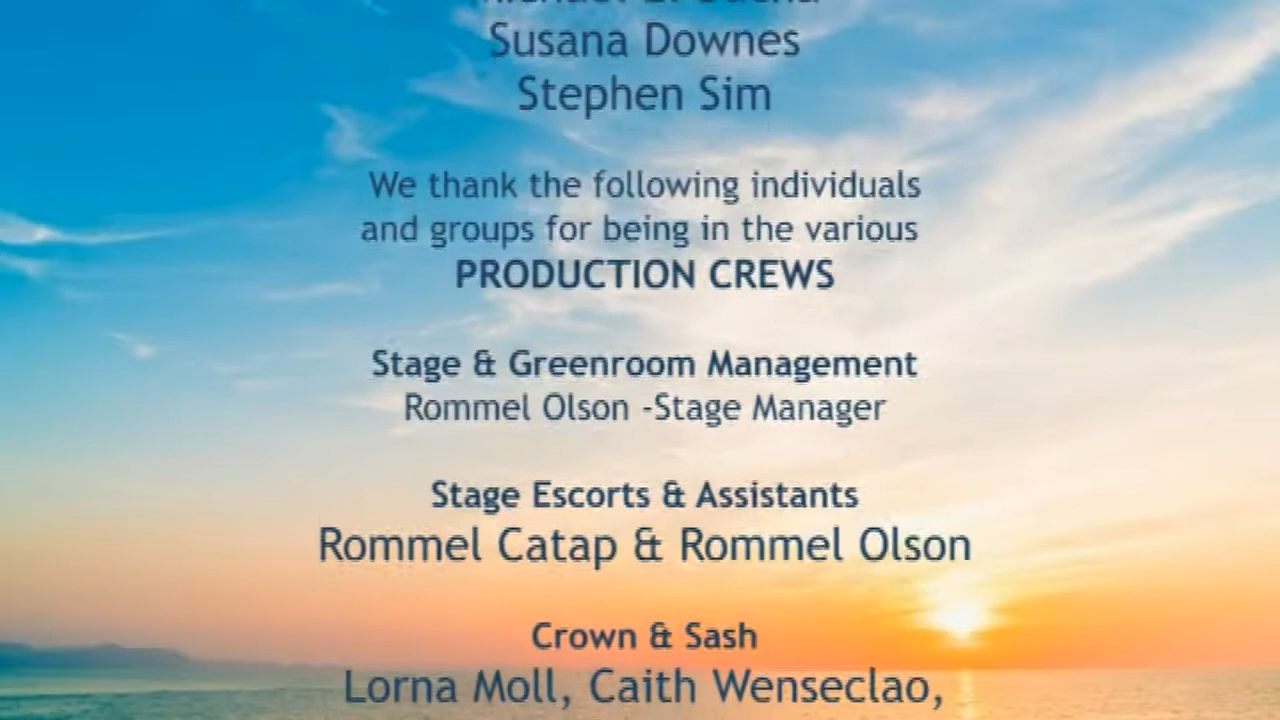 Susana Downes
Stephen Sim
We thank the following individuals
and groups for being in the various
PRODUCTION CREWS
Stage & Greenroom Management
Rommel Olson -Stage Manager
Stage Escorts & Assistants
Rommel Catap & Rommel Olson
Crown & Sash
Lorna Moll, Caith Wenseclao,